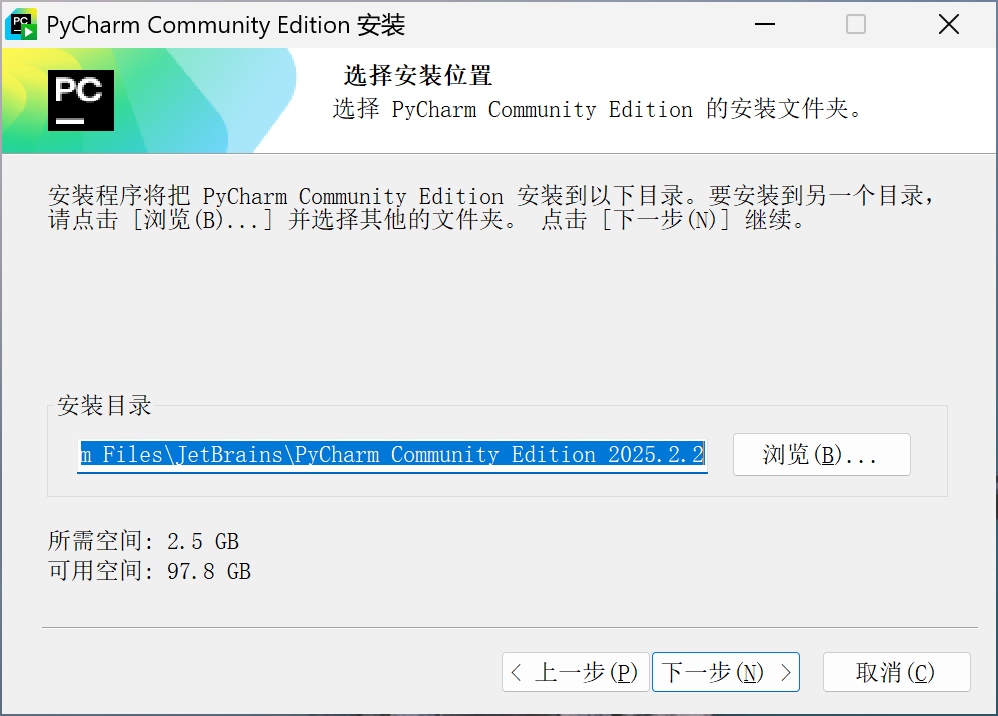 PyCharm Community Edition 安装
PC
选择安装位置
选择 PyCharm Community Edition 的安装文件夹。
安装程序将把 PyCharm Community Edition 安装到以下目录。要安装到另一个目录，
请点击 [浏览(B)...] 并选择其他的文件夹。 点击 [下一步(N)] 继续。
安装目录
m Files\JetBrains\PyCharm Community Edition 2025.2.2
浏览(B)...
所需空间: 2.5 GB
可用空间: 97.8 GB
< 上一步(P)
下一步(N) >
取消(C)